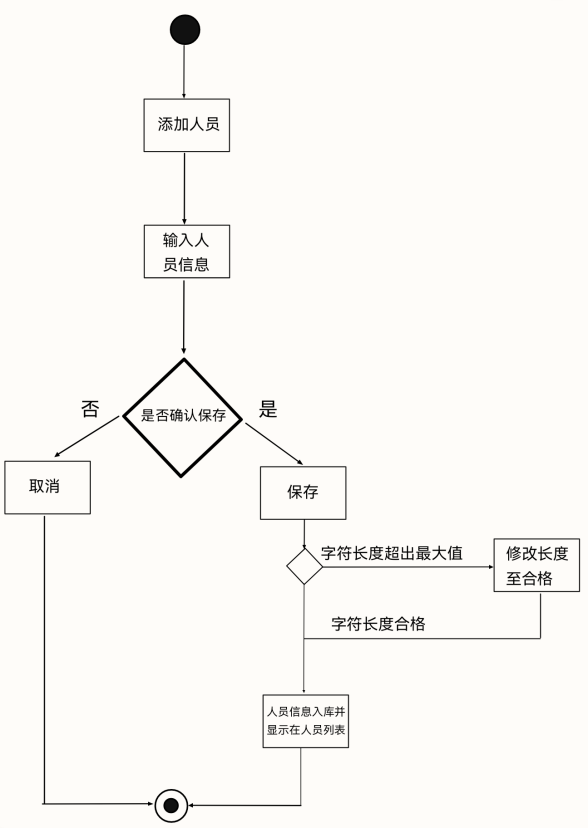 添加人员
输入人
员信息
是否确认保存
否
是
取消
保存
字符长度超出最大值
修改长度
至合格
字符长度合格
人员信息入库并
显示在人员列表